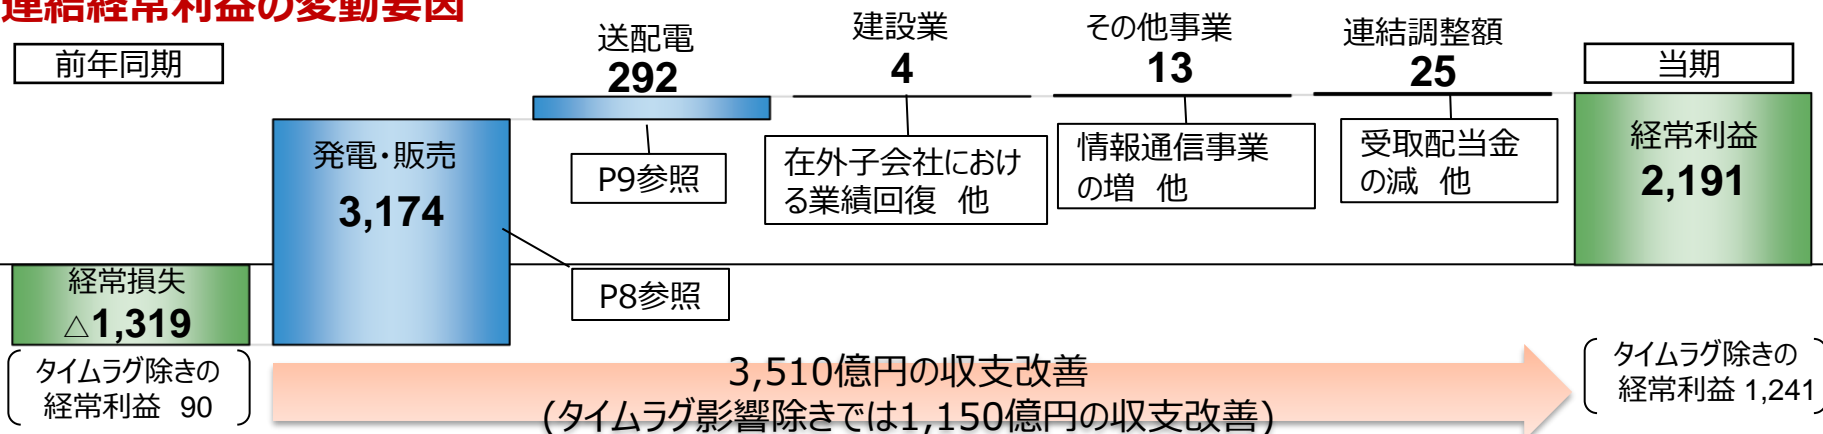 連結経常利益の変動要因
前年同期
送配電
292
建設業
4
その他事業
13
連結調整額
25
当期
発電・販売
3,174
P9参照
在外子会社におけ
る業績回復 他
情報通信事業
の増 他
受取配当金
の減 他
経常利益
2,191
経常損失
△1,319
P8参照
タイムラグ除きの
経常利益 90
3,510億円の収支改善
(タイムラグ影響除きでは1,150億円の収支改善)
タイムラグ除きの
経常利益 1,241